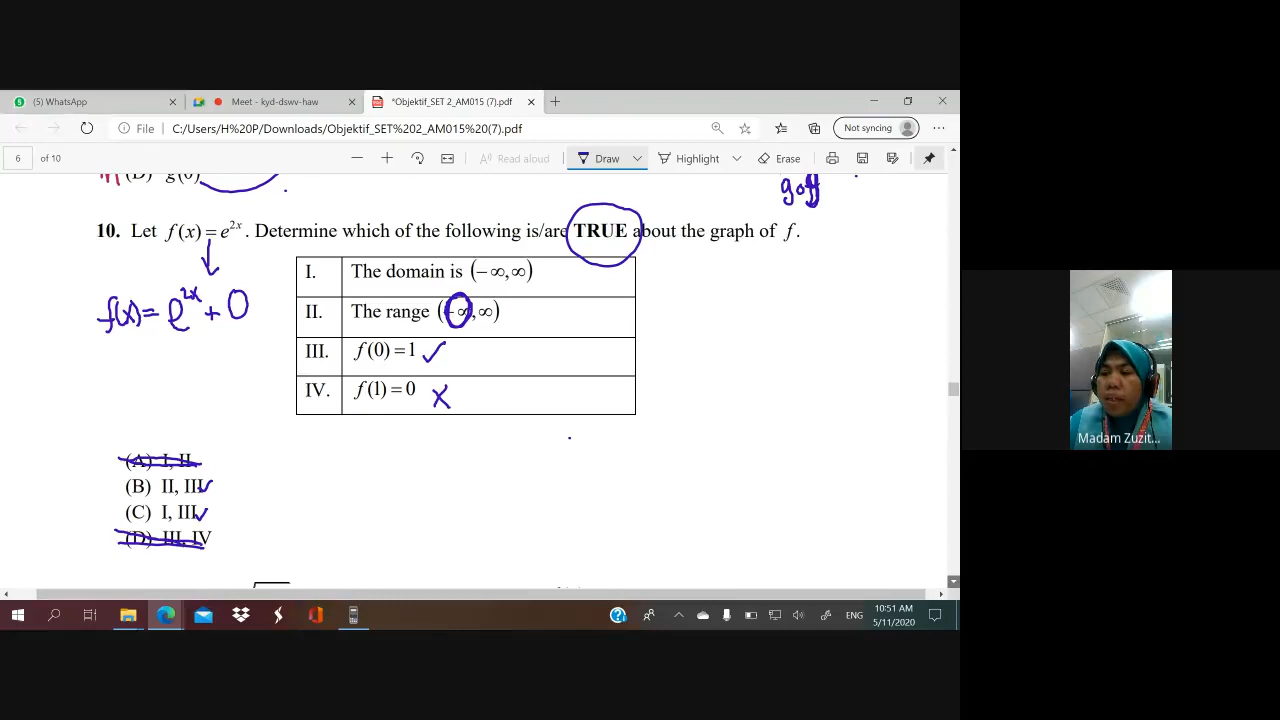 (5) WhatsApp
Meet - kyd-dswv-haw
*Objektif_SET 2_AM015 (7).pdf
File
C:/Users/H%20P/Downloads/Objektif_SET%202_AM015%20(7).pdf
Not syncing
6 of 10
Read aloud
Draw
Highlight
Erase
(D) g(0)
goff
10. Let f(x) = e^{2x}. Determine which of the following is/are TRUE about the graph of f.
I. The domain is (−∞,∞)
f(x) = e^{2x} + 0
II. The range (−∞,∞)
III. f(0) = 1 ✓
IV. f(1) = 0 X
(A) I, II
(B) II, III ✓
(C) I, III ✓
(D) III, IV
Madam Zuzit...
ENG
10:51 AM
5/11/2020